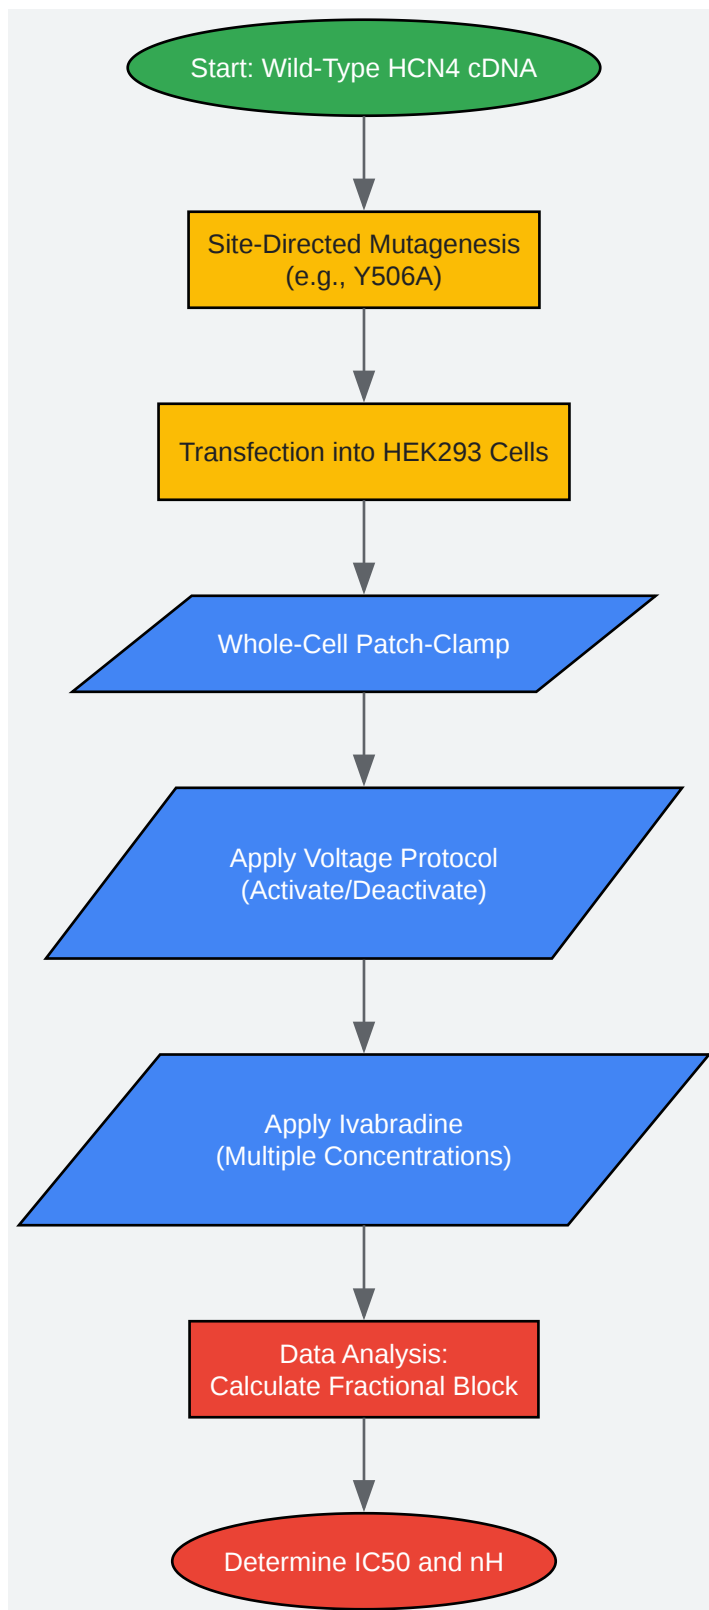 Start: Wild-Type HCN4 cDNA
Site-Directed Mutagenesis
(e.g., Y506A)
Transfection into HEK293 Cells
Whole-Cell Patch-Clamp
Apply Voltage Protocol
(Activate/Deactivate)
Apply Ivabradine
(Multiple Concentrations)
Data Analysis:
Calculate Fractional Block
Determine IC50 and nH